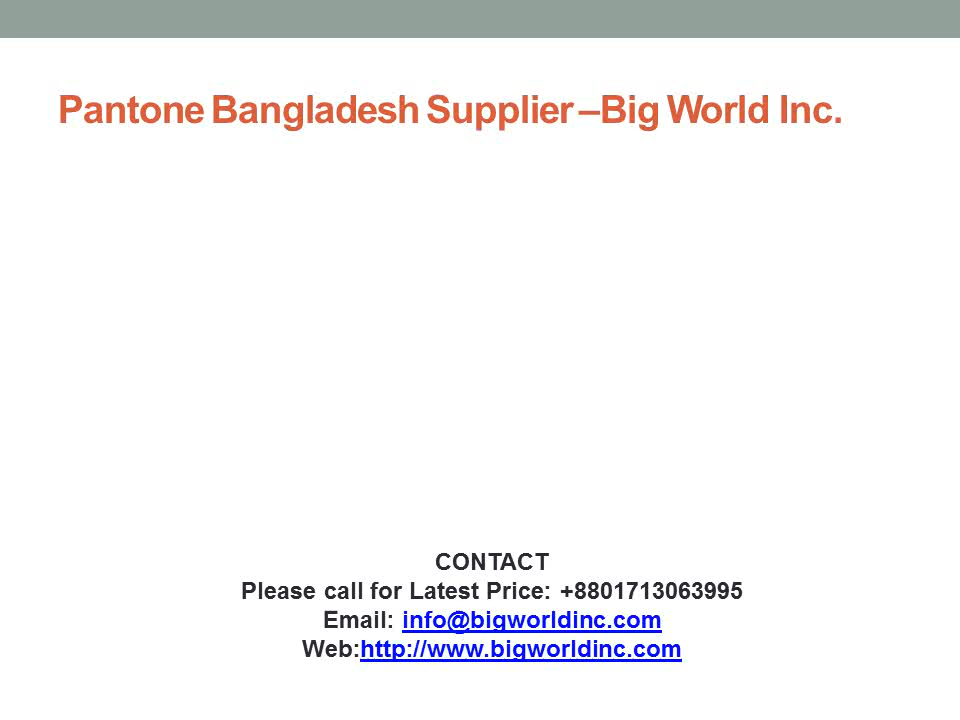 Pantone Bangladesh Supplier –Big World Inc.
CONTACT
Please call for Latest Price: +8801713063995
Email: info@bigworldinc.com
Web:http://www.bigworldinc.com